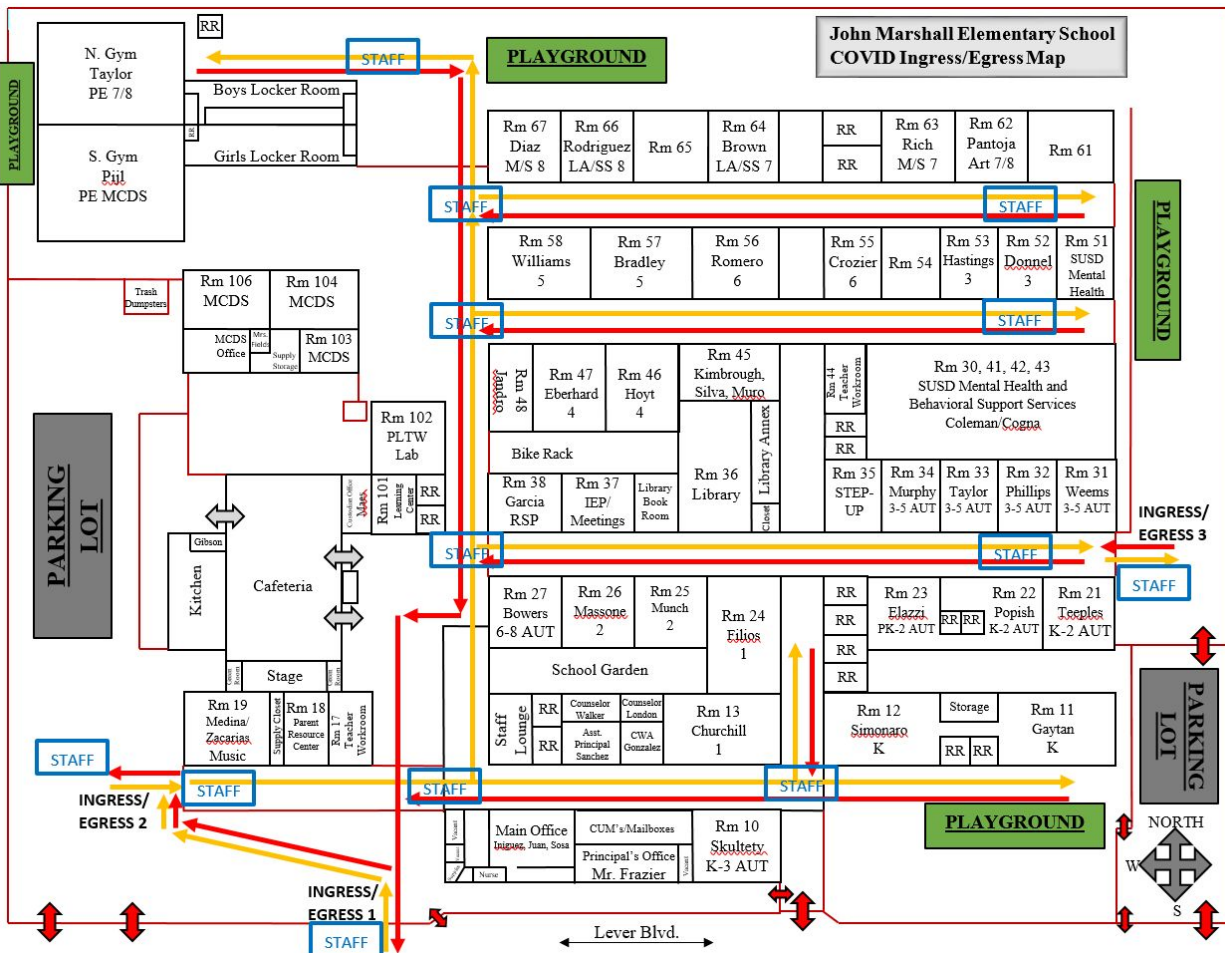 John Marshall Elementary School
COVID Ingress/Egress Map
RR
N. Gym
Taylor
PE 7/8
STAFF
PLAYGROUND
PLAYGROUND
Boys Locker Room
RR
Girls Locker Room
S. Gym
Pijl
PE MCDS
Rm 67
Diaz
M/S 8
Rm 66
Rodriguez
LA/SS 8
Rm 65
Rm 64
Brown
LA/SS 7
RR
RR
Rm 63
Rich
M/S 7
Rm 62
Pantoja
Art 7/8
Rm 61
STAFF
STAFF
PLAYGROUND
Rm 58
Williams
5
Rm 57
Bradley
5
Rm 56
Romero
6
Rm 55
Crozier
6
Rm 54
Rm 53
Hastings
3
Rm 52
Donnel
3
Rm 51
SUSD
Mental
Health
Trash
Dumpsters
Rm 106
MCDS
Rm 104
MCDS
MCDS
Office
Mrs.
Fields
Supply
Storage
Rm 103
MCDS
STAFF
STAFF
Rm 48
Jandro
Rm 47
Eberhard
4
Rm 46
Hoyt
4
Rm 45
Kimbrough,
Silva, Muro
Rm 44
Teacher
Workroom
RR
RR
Rm 30, 41, 42, 43
SUSD Mental Health and
Behavioral Support Services
Coleman/Cogna
Bike Rack
Rm 36
Library
Library Annex
Closet
Rm 38
Garcia
RSP
Rm 37
IEP/
Meetings
Library
Book
Room
Rm 35
STEP-
UP
Rm 34
Murphy
3-5 AUT
Rm 33
Taylor
3-5 AUT
Rm 32
Phillips
3-5 AUT
Rm 31
Weems
3-5 AUT
PARKING
LOT
Rm 102
PLTW
Lab
Custodian Office
Maes
Rm 101
Learning
Center
RR
RR
Gibson
Kitchen
Cafeteria
Stage
STAFF
STAFF
INGRESS/
EGRESS 3
STAFF
Rm 27
Bowers
6-8 AUT
Rm 26
Massone
2
Rm 25
Munch
2
Rm 24
Filios
1
RR
RR
RR
RR
Rm 23
Elazzi
PK-2 AUT
RR
RR
Rm 22
Popish
K-2 AUT
Rm 21
Teeples
K-2 AUT
School Garden
Staff
Lounge
RR
RR
Counselor
Walker
Counselor
London
Asst.
Principal
Sanchez
CWA
Gonzalez
Rm 13
Churchill
1
Rm 12
Simonaro
K
Storage
RR
RR
Rm 11
Gaytan
K
PARKING
LOT
Rm 19
Medina/
Zacarias
Music
Supply Closet
Rm 18
Parent
Resource
Center
Rm 17
Teacher
Workroom
STAFF
STAFF
STAFF
STAFF
INGRESS/
EGRESS 2
PLAYGROUND
Vacant
Main Office
Iniguez, Juan, Sosa
Nurse
CUM's/Mailboxes
Principal's Office
Mr. Frazier
Vacant
Rm 10
Skultety
K-3 AUT
NORTH
W
S
INGRESS/
EGRESS 1
STAFF
Lever Blvd.